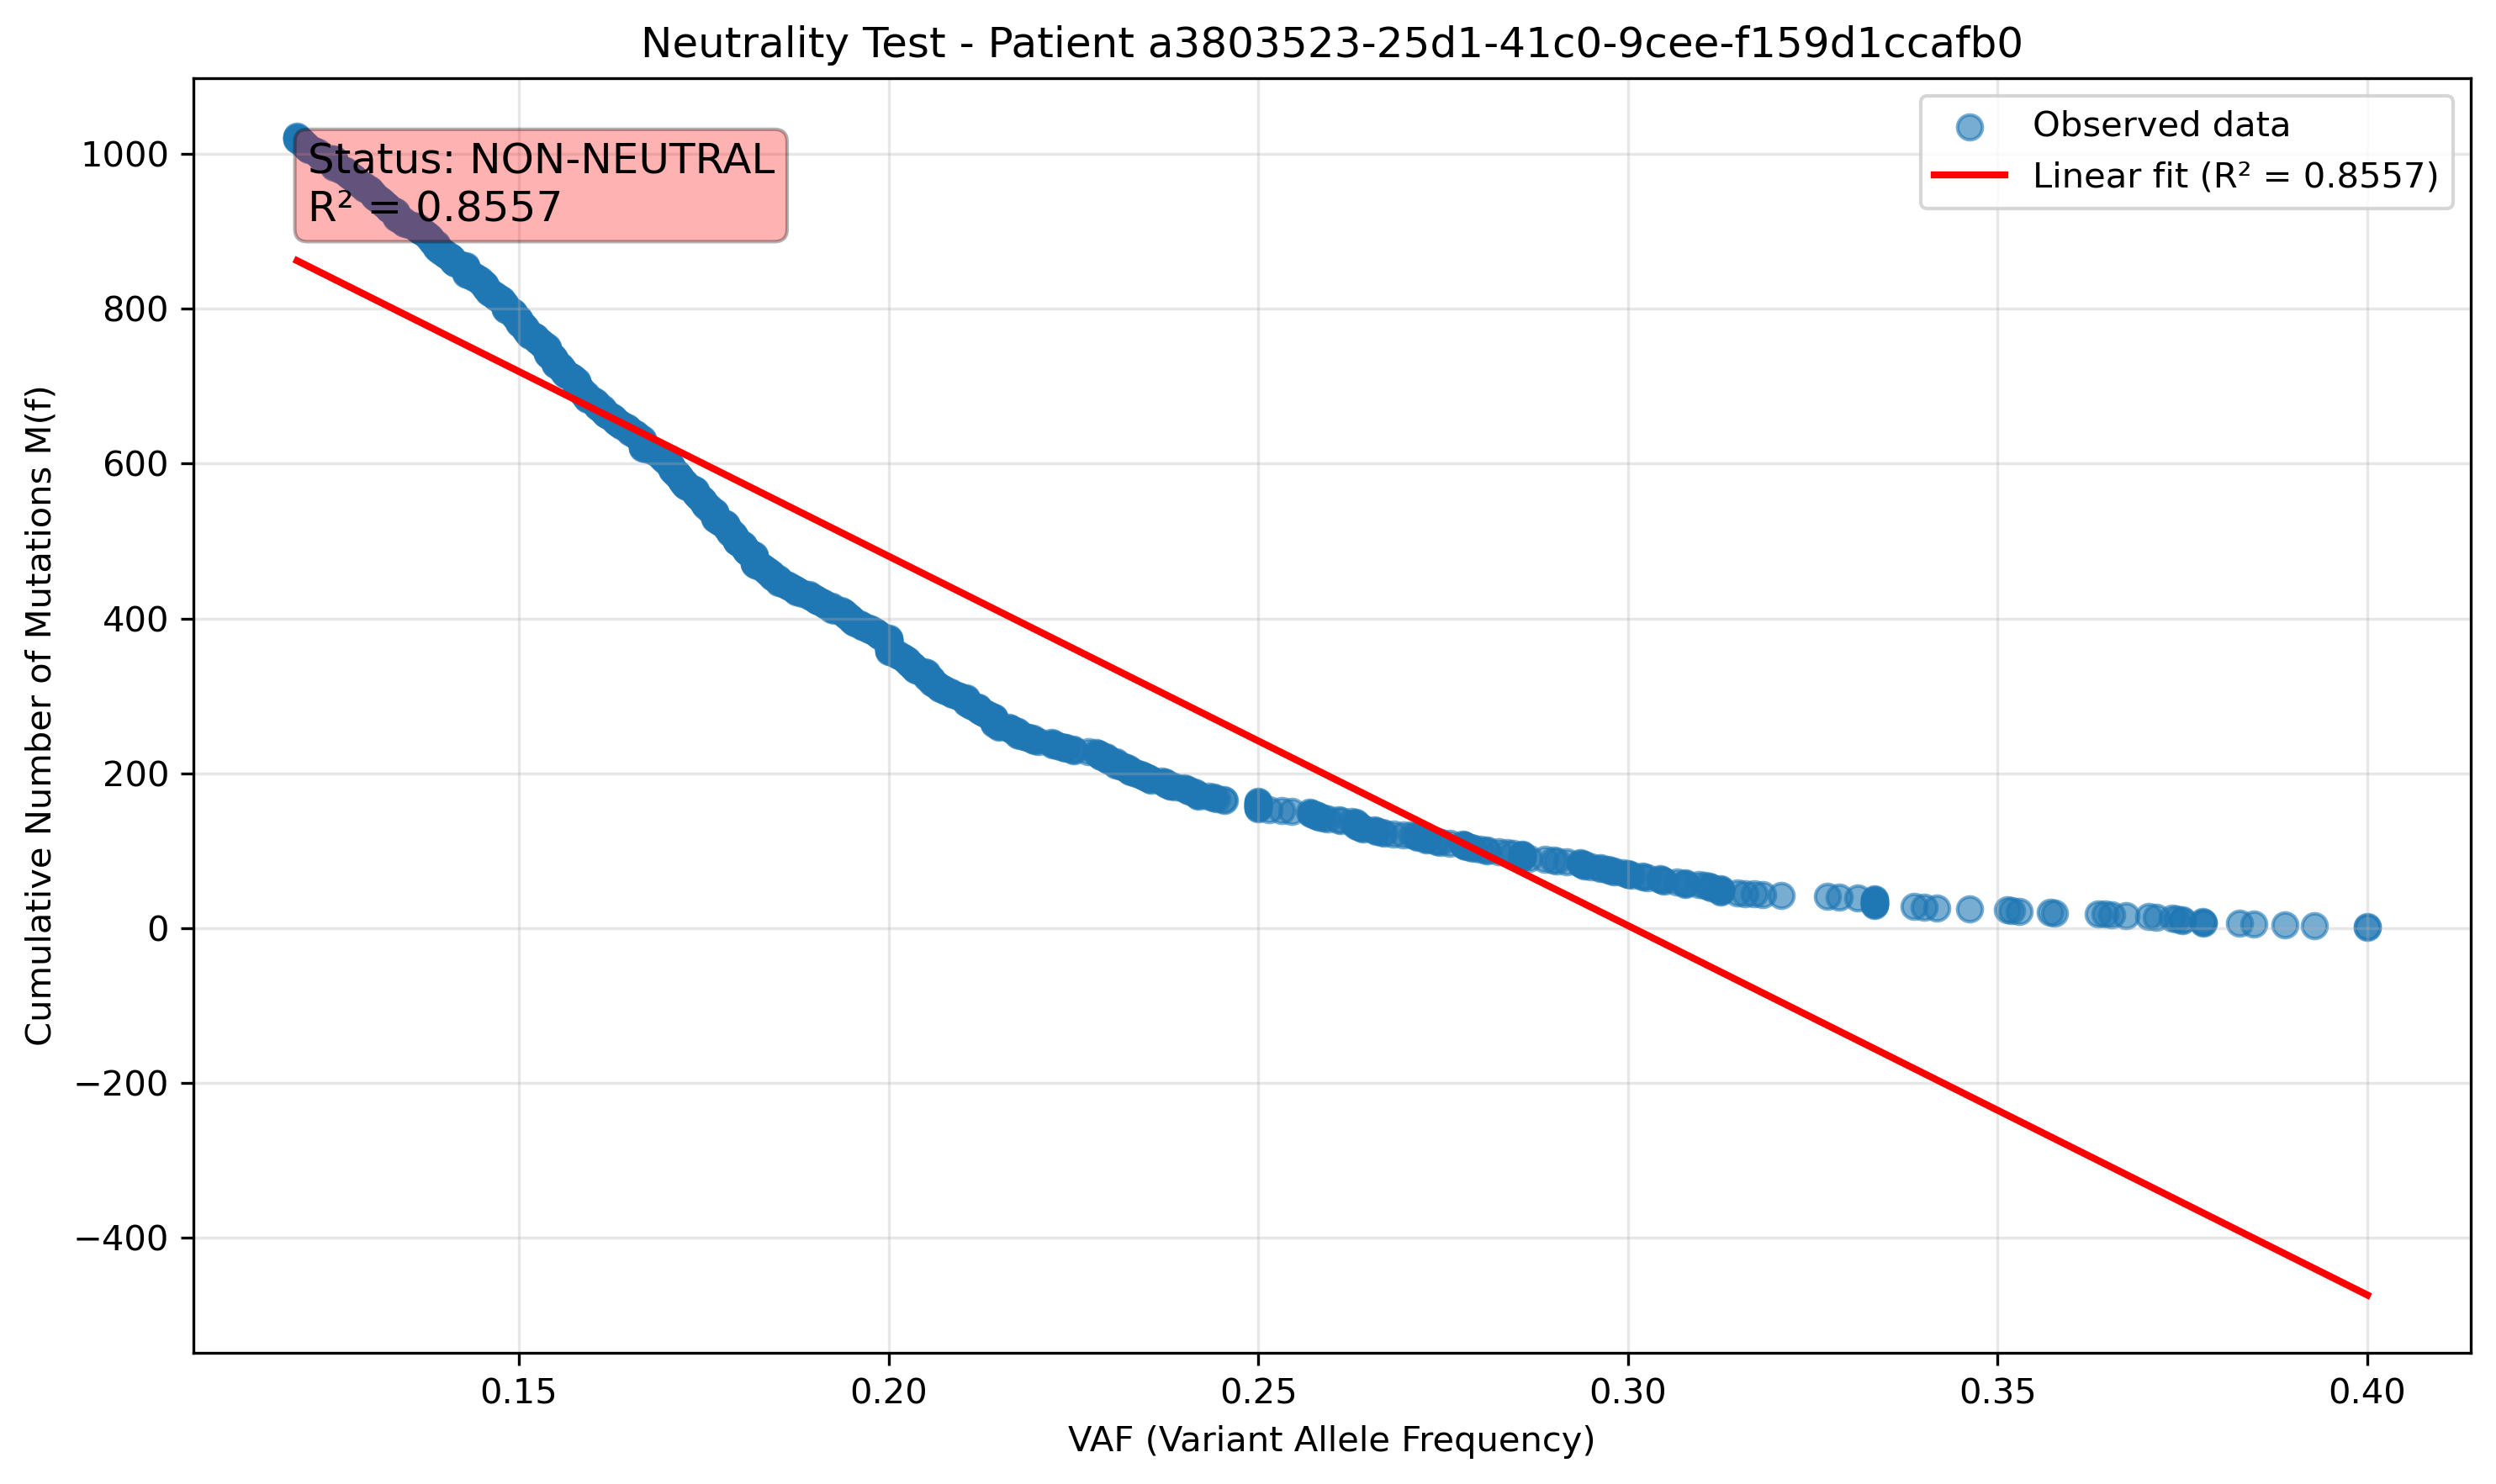 Neutrality Test - Patient a3803523-25d1-41c0-9cee-f159d1ccafb0
Status: NON-NEUTRAL
R² = 0.8557
Observed data
Linear fit (R² = 0.8557)
Cumulative Number of Mutations M(f)
1000
800
600
400
200
0
−200
−400
0.15
0.20
0.25
0.30
0.35
0.40
VAF (Variant Allele Frequency)